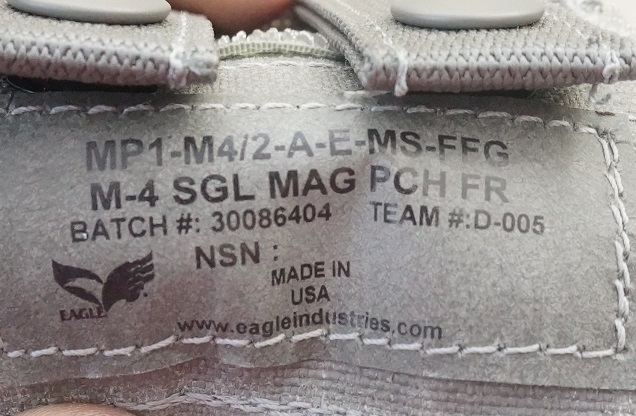 MP1-M4/2-A-E-MS-FFG
M-4 SGL MAG PCH FR
BATCH #: 30086404 TEAM #:D-005
NSN :
MADE IN
USA
EAGLE
www.eagleindustries.com